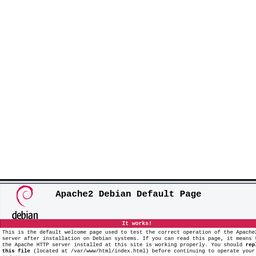 debian
Apache2 Debian Default Page
It works!
This is the default welcome page used to test the correct operation of the Apache2
server after installation on Debian systems. If you can read this page, it means
the Apache HTTP server installed at this site is working properly. You should
this file (located at /var/www/html/index.html) before continuing to operate your